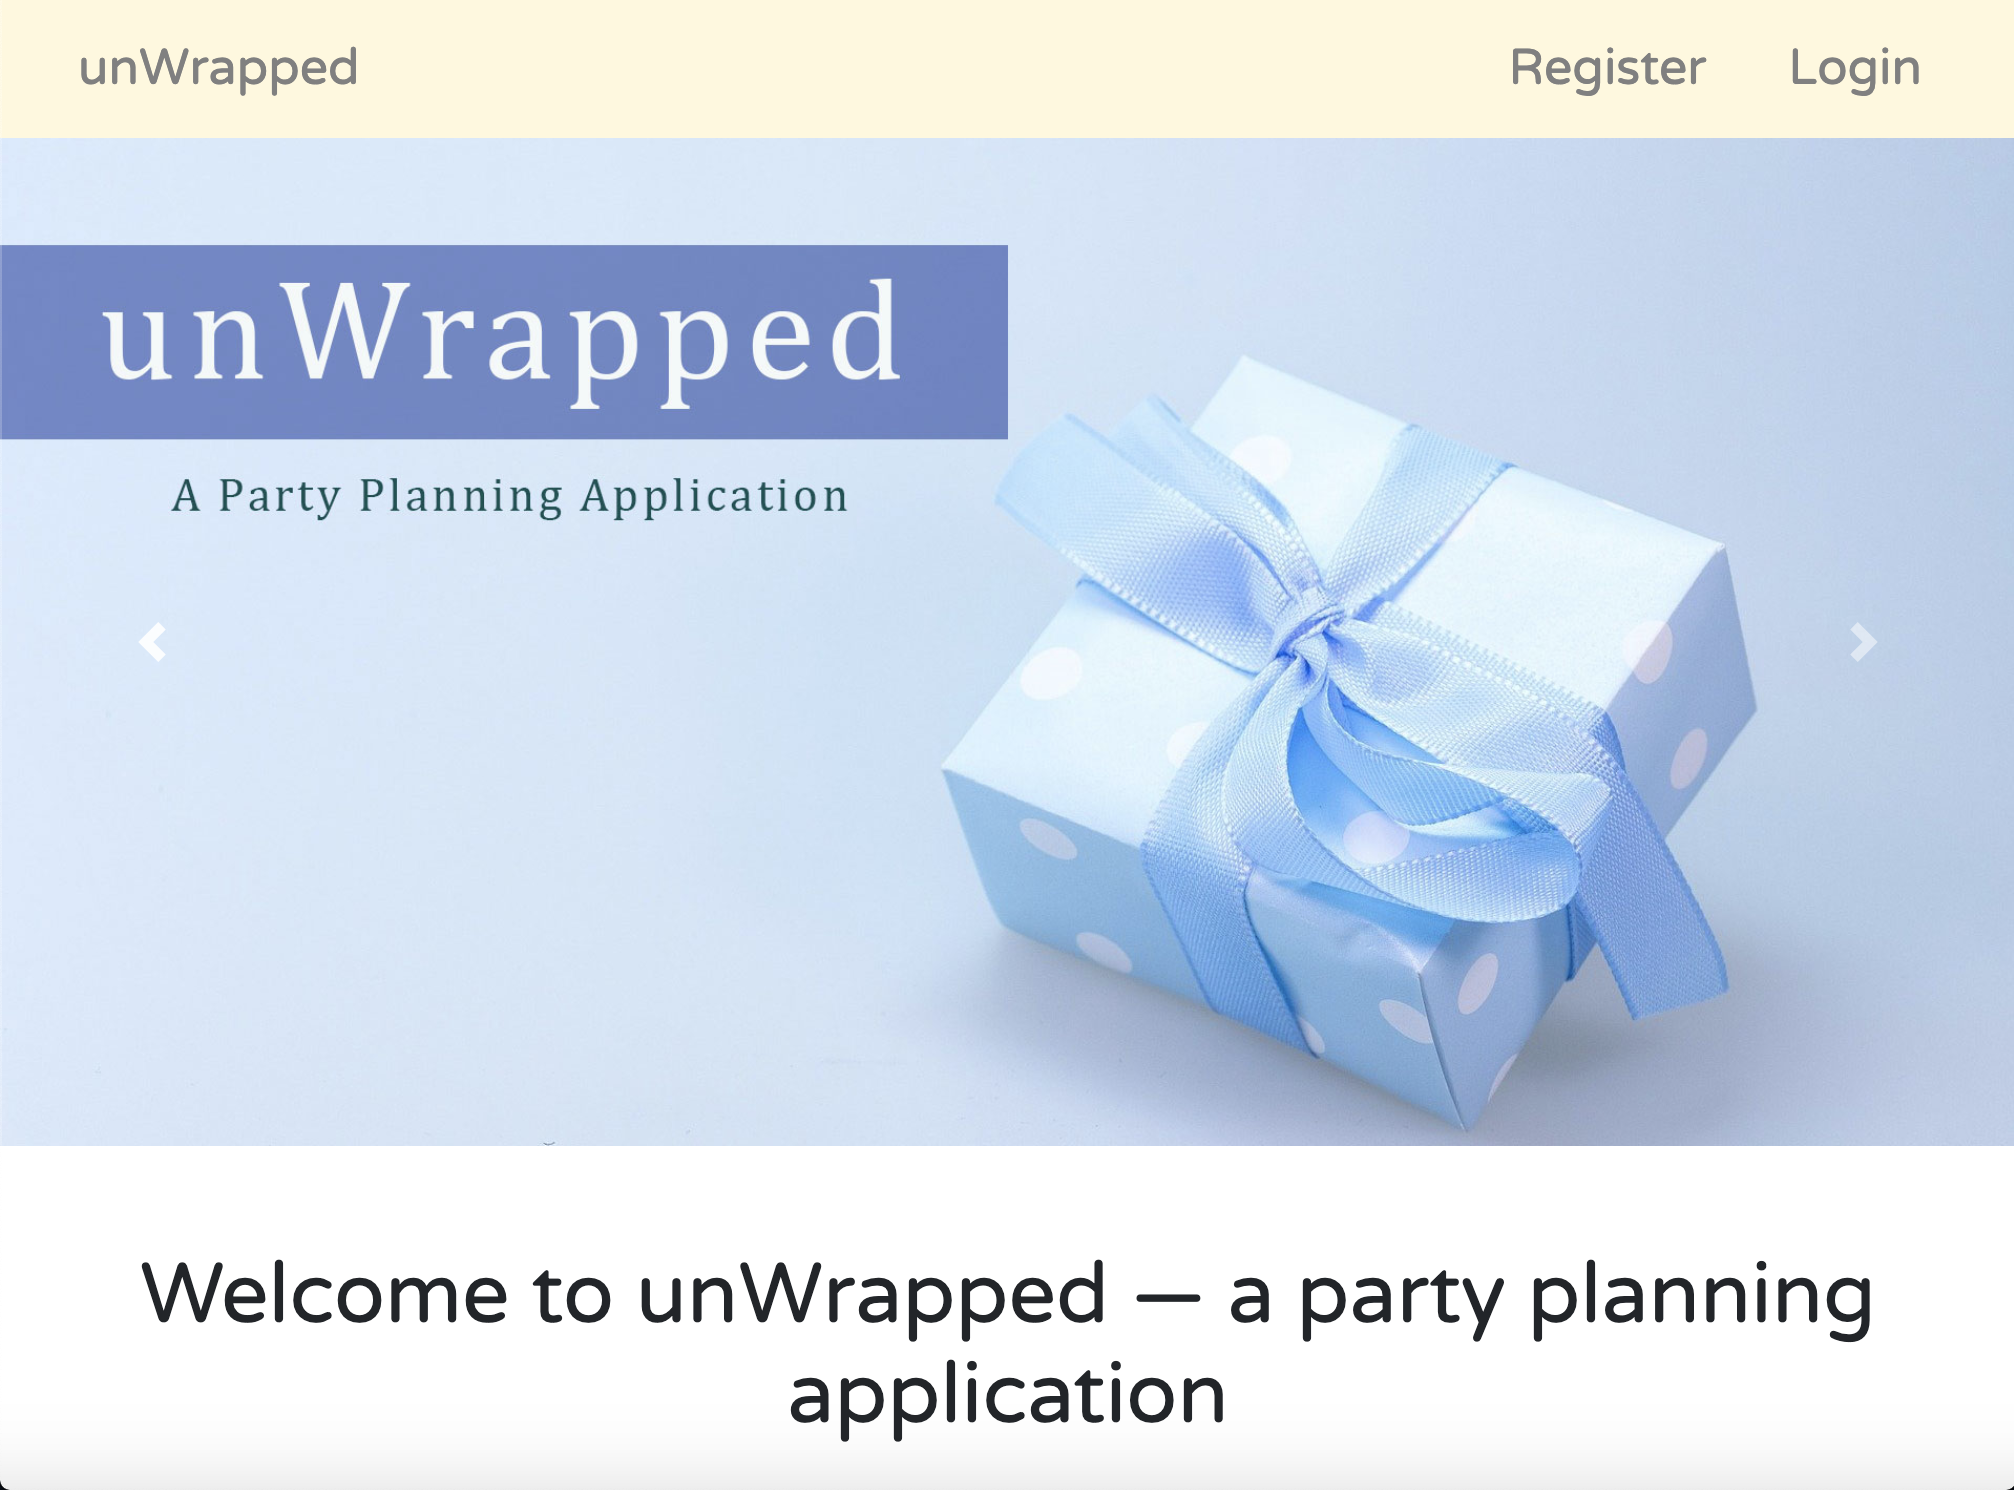 unWrapped
Register
Login
unWrapped
A Party Planning Application
Welcome to unWrapped — a party planning
application